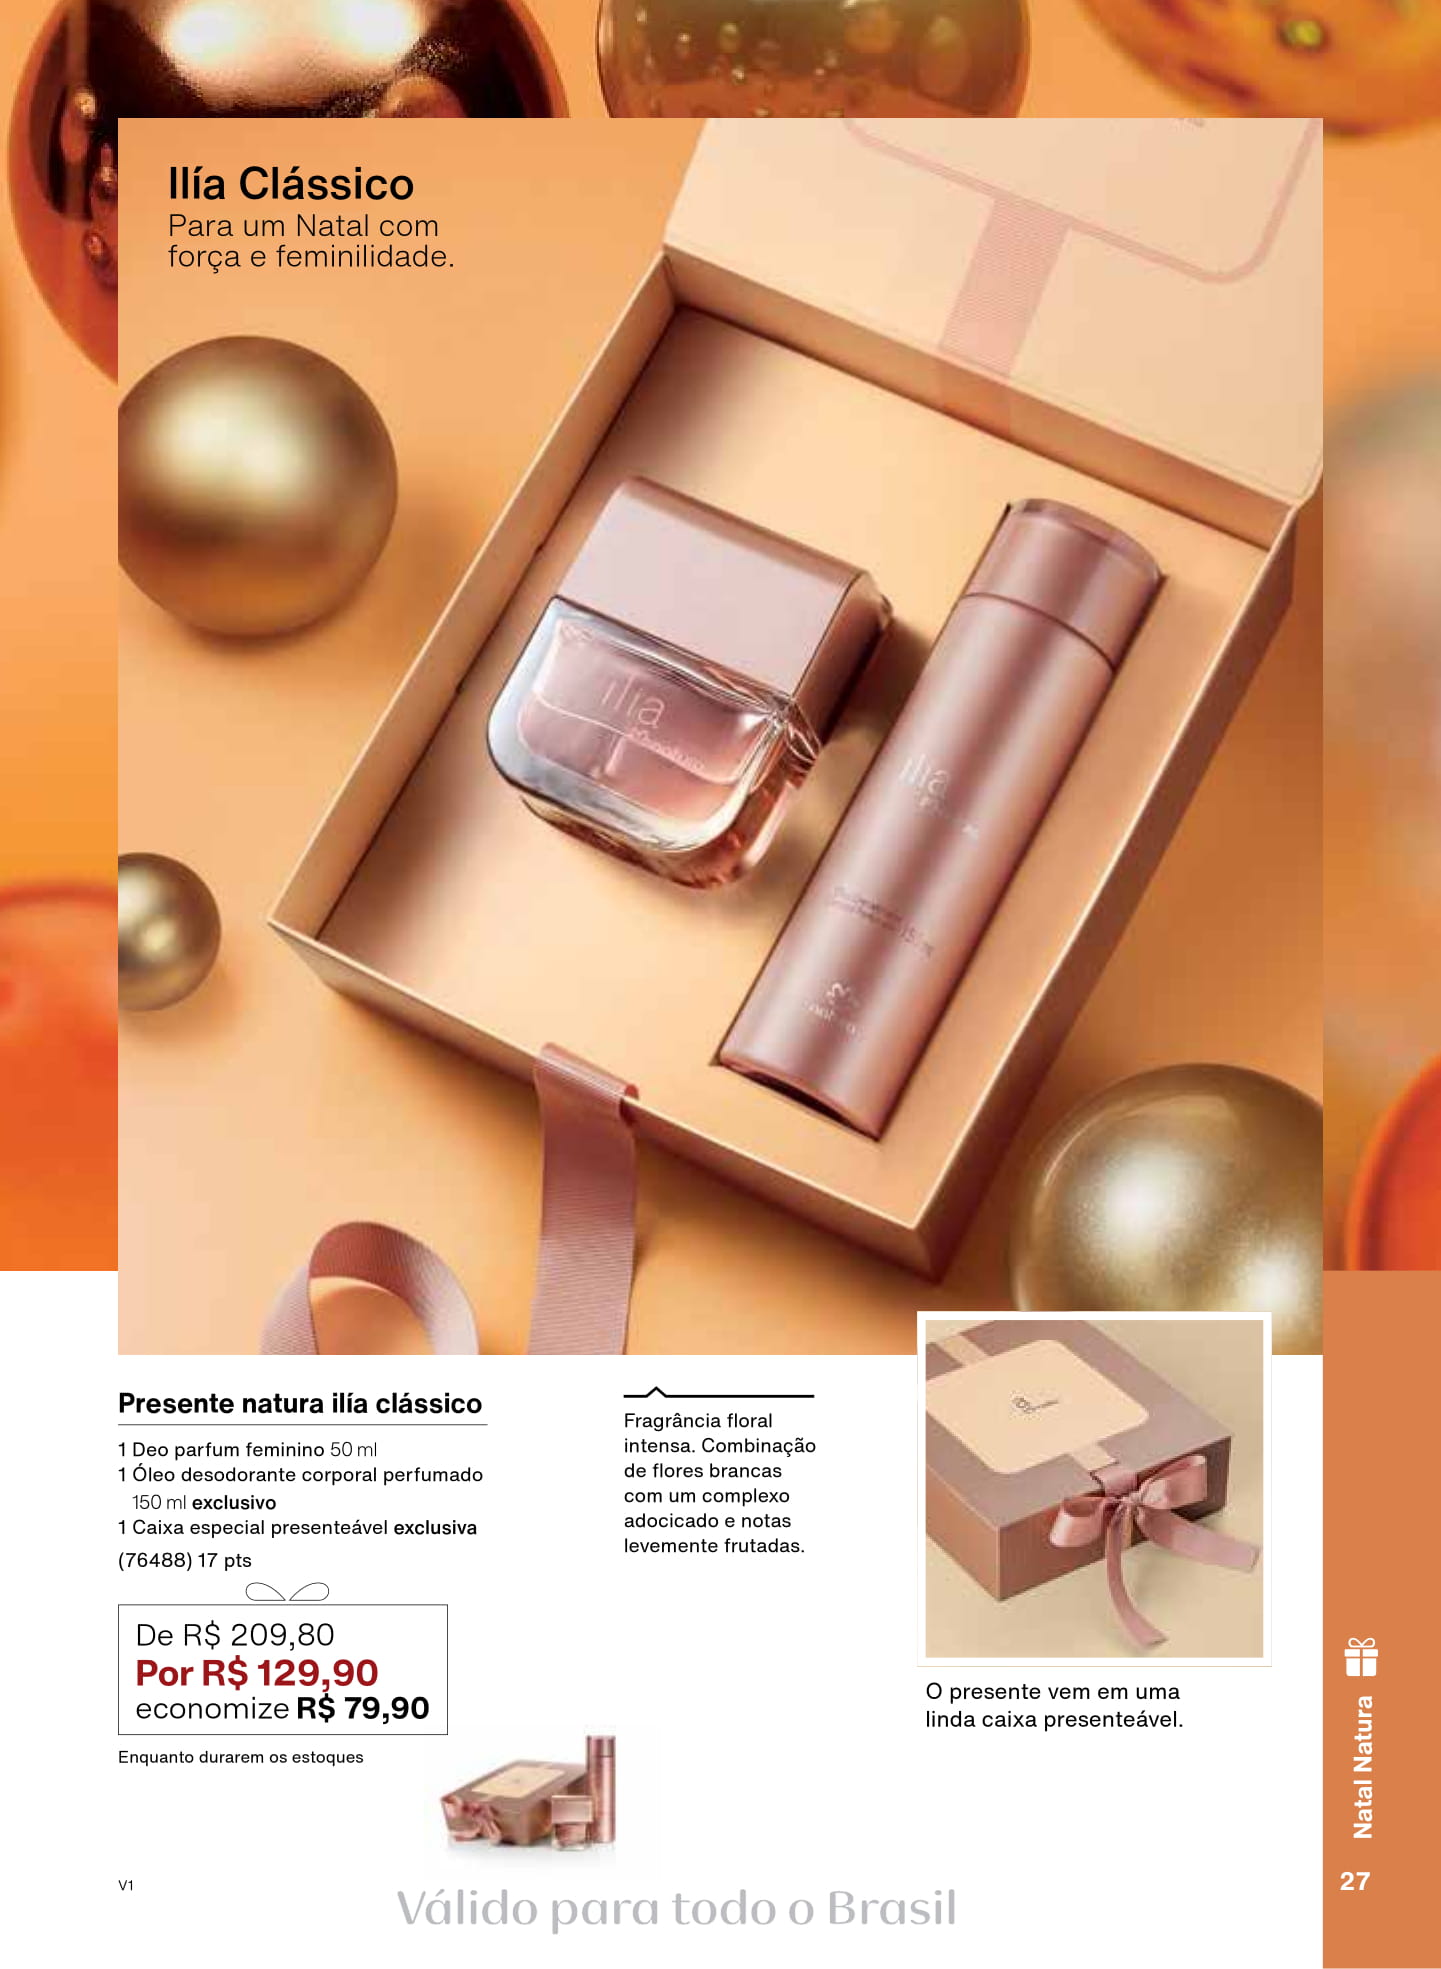 Ilía Clássico
Para um Natal com
força e feminilidade.
ilía
natura
ilía
natura
Presente natura ilía clássico
1 Deo parfum feminino 50 ml
1 Óleo desodorante corporal perfumado
150 ml exclusivo
1 Caixa especial presenteável exclusiva
(76488) 17 pts
De R$ 209,80
Por R$ 129,90
economize R$ 79,90
Enquanto durarem os estoques
Fragrância floral
intensa. Combinação
de flores brancas
com um complexo
adocicado e notas
levemente frutadas.
O presente vem em uma
linda caixa presenteável.
Natal Natura
27
V1
Válido para todo o Brasil